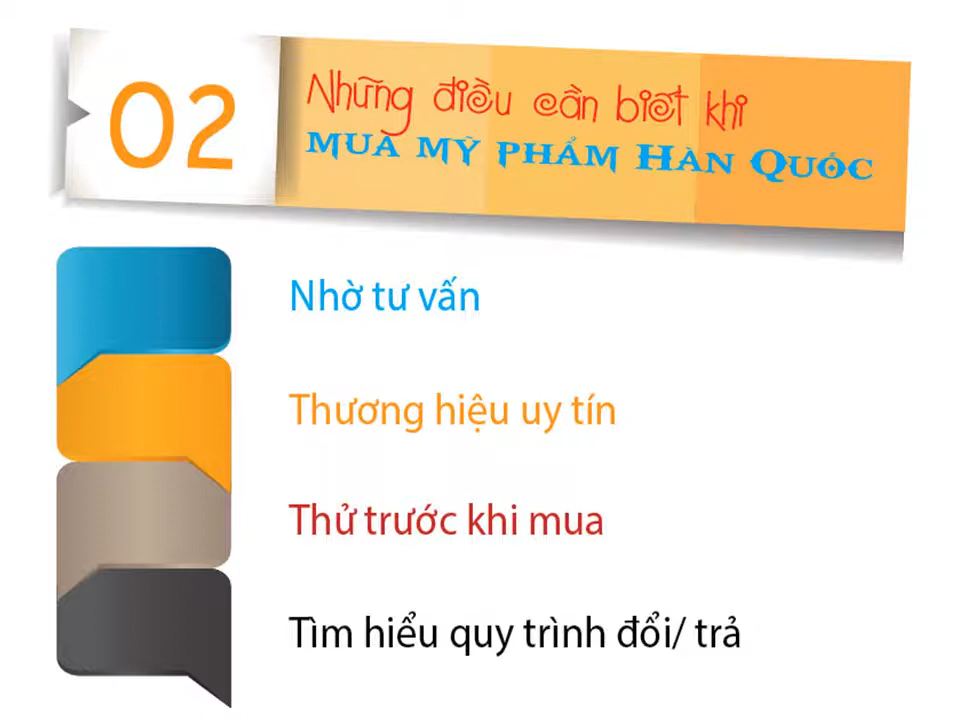 02
Những điều cần biết khi
MUA MỸ PHẨM HÀN QUỐC
Nhờ tư vấn
Thương hiệu uy tín
Thử trước khi mua
Tìm hiểu quy trình đổi/ trả